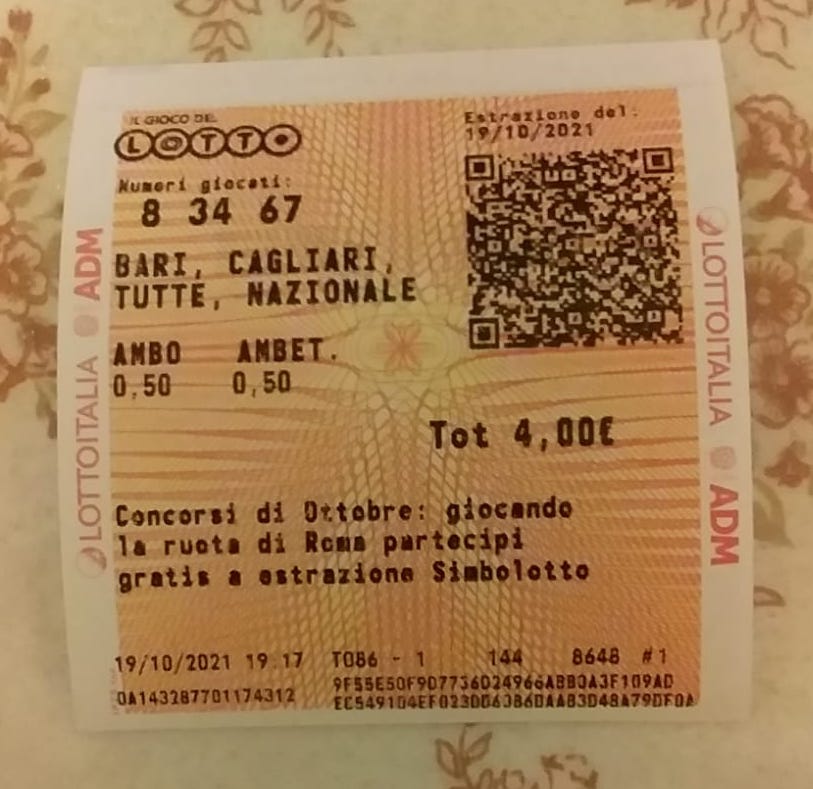 IL GIOCO DEL
LOTTO
Estrazione del:
19/10/2021
Numeri giocati:
8 34 67
BARI, CAGLIARI,
TUTTE, NAZIONALE
AMBO AMBET.
0,50 0,50
Tot 4,00€
Concorsi di Ottobre: giocando
la ruota di Roma partecipi
gratis a estrazione Simbolotto
19/10/2021 19.17 T086 - 1 144 8648 #1
0A143287701174312
LOTTOITALIA ADM
LOTTOITALIA ADM